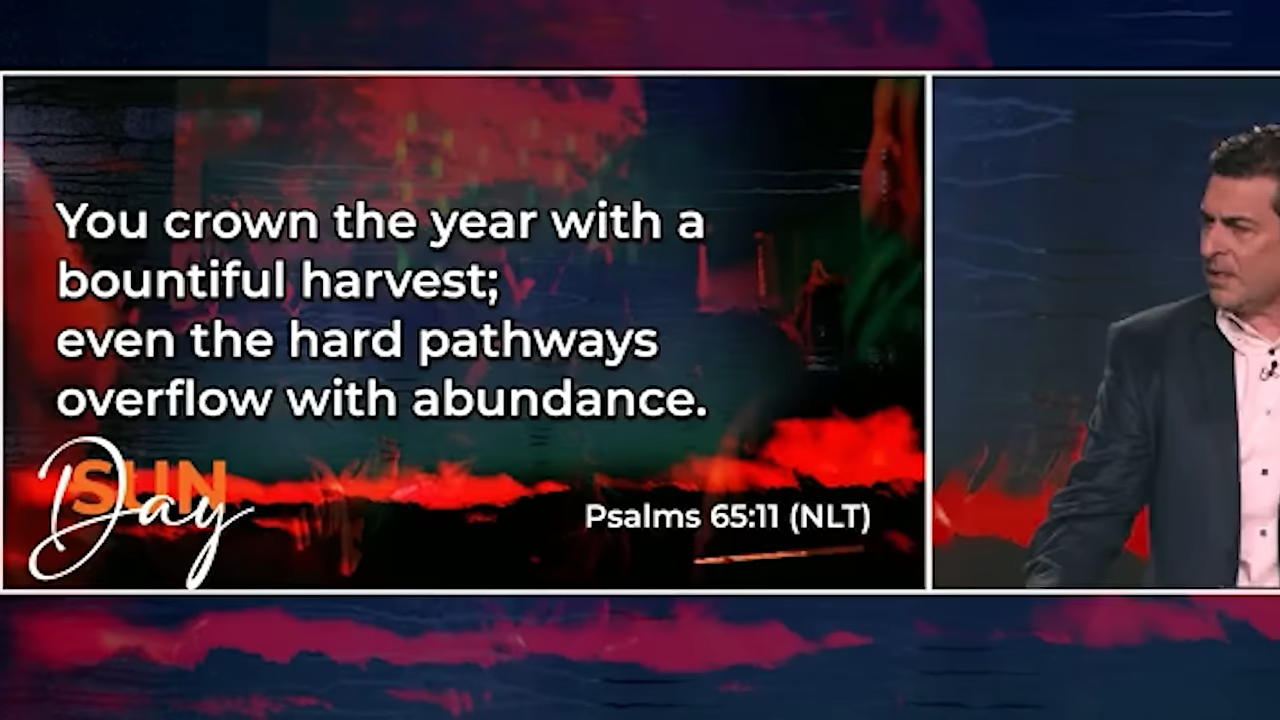 You crown the year with a
bountiful harvest;
even the hard pathways
overflow with abundance.
SUN
Day
Psalms 65:11 (NLT)